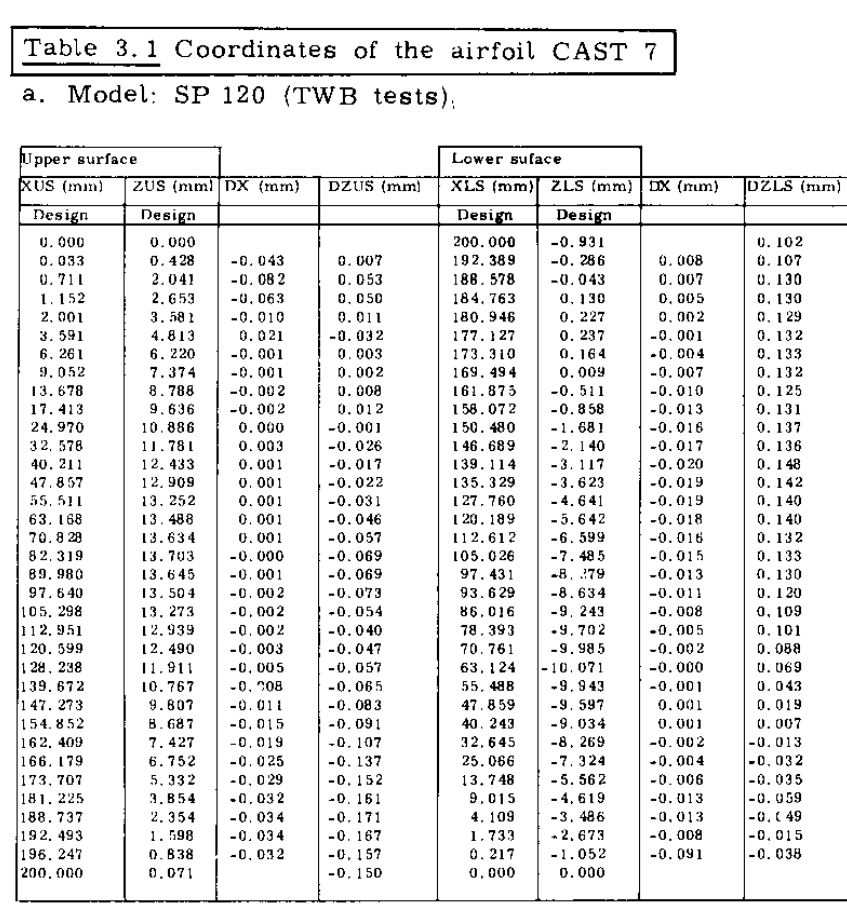 Table 3.1 Coordinates of the airfoil CAST 7
a. Model: SP 120 (TWB tests),
Upper surface Lower suface
XUS (mm) ZUS (mm) DX (mm) DZUS (mm) XLS (mm) ZLS (mm) DX (mm) DZLS (mm)
Design Design Design Design
0.000 0.000 200.000 -0.931 0.102
0.033 0.428 -0.043 0.007 192.389 -0.286 0.008 0.107
0.711 2.041 -0.082 0.053 188.578 -0.043 0.007 0.130
1.152 2.653 -0.063 0.050 184.763 0.130 0.005 0.130
2.001 3.581 -0.010 0.011 180.946 0.227 0.002 0.129
3.591 4.813 0.021 -0.032 177.127 0.237 -0.001 0.132
6.261 6.220 -0.001 0.003 173.310 0.164 -0.004 0.133
9.052 7.374 -0.001 0.002 169.494 0.009 -0.007 0.132
13.678 8.788 -0.002 0.008 161.875 -0.511 -0.010 0.125
17.413 9.636 -0.002 0.012 158.072 -0.858 -0.013 0.131
24.970 10.886 0.000 -0.001 150.480 -1.681 -0.016 0.137
32.578 11.781 0.003 -0.026 146.689 -2.140 -0.017 0.136
40.211 12.433 0.001 -0.017 139.114 -3.117 -0.020 0.148
47.857 12.909 0.001 -0.022 135.329 -3.623 -0.019 0.142
55.511 13.252 0.001 -0.031 127.760 -4.641 -0.019 0.140
63.168 13.488 0.001 -0.046 120.189 -5.642 -0.018 0.140
70.828 13.634 0.001 -0.057 112.612 -6.599 -0.016 0.132
82.319 13.703 -0.000 -0.069 105.026 -7.485 -0.015 0.133
89.980 13.645 -0.001 -0.069 97.431 -0.013 0.130
97.640 13.504 -0.002 -0.073 93.629 -8.634 -0.011 0.120
105.298 13.273 -0.002 -0.054 86.016 -9.243 -0.008 0.109
112.951 12.939 -0.002 -0.040 78.393 -9.702 -0.005 0.101
120.599 12.490 -0.003 -0.047 70.761 -9.985 -0.002 0.088
128.238 11.911 -0.005 -0.057 63.124 -10.071 -0.000 0.069
139.672 10.767 -0.065 55.488 -9.943 -0.001 0.043
147.273 9.807 -0.011 -0.083 47.859 -9.597 0.001 0.019
154.852 8.687 -0.015 -0.091 40.243 -9.034 0.001 0.007
162.409 7.427 -0.019 -0.107 32.645 -8.269 -0.002 -0.013
166.179 6.752 -0.025 -0.137 25.066 -7.324 -0.004 -0.032
173.707 5.332 -0.029 -0.152 13.748 -5.562 -0.006 -0.035
181.225 3.854 -0.032 -0.161 9.015 -4.619 -0.013 -0.059
188.737 2.354 -0.034 -0.171 4.109 -3.486 -0.013
192.493 1.598 -0.034 -0.167 1.733 -2.673 -0.008 -0.015
196.247 0.838 -0.032 -0.157 0.217 -1.052 -0.091 -0.038
200.000 0.071 -0.150 0.000 0.000